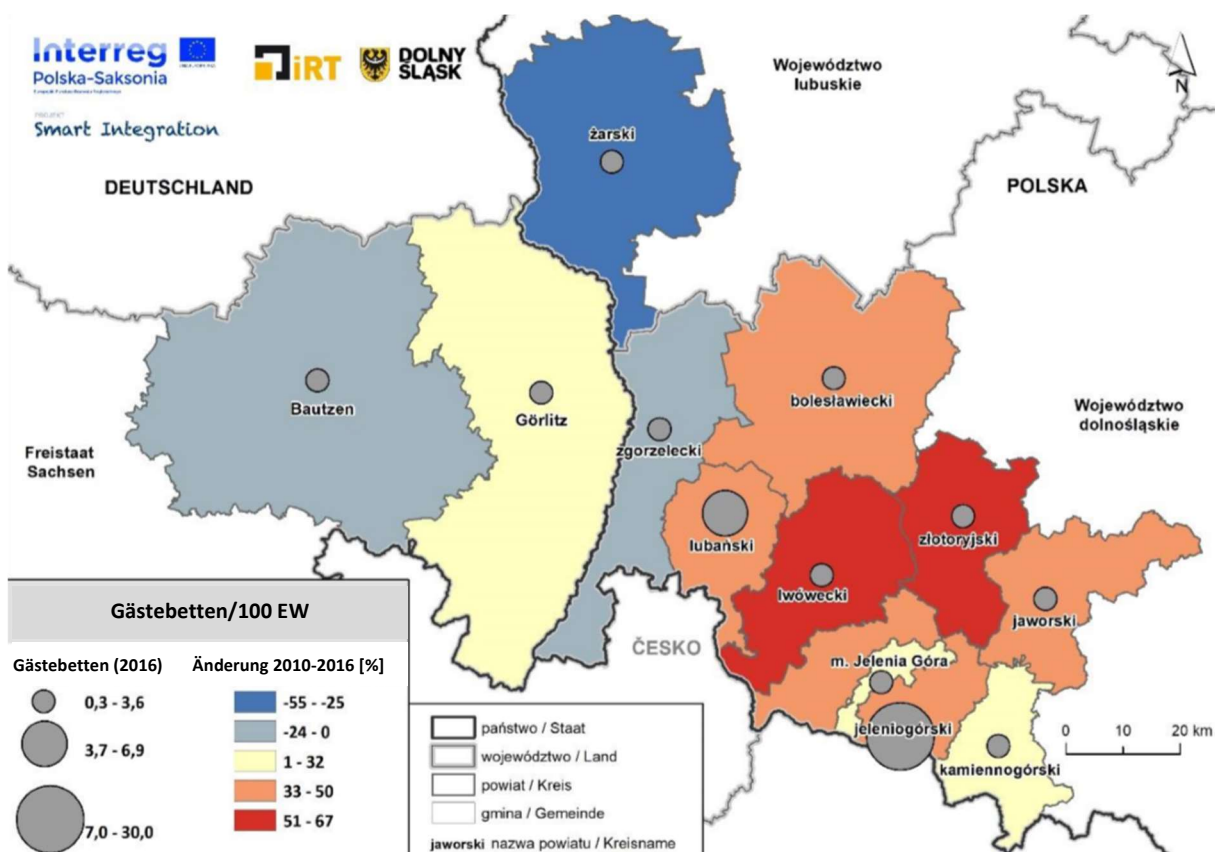 Interreg
Polska-Saksonia
iRT
DOLNY
ŚLĄSK
PROJEKT
Smart Integration
Województwo
lubuskie
N
żarski
DEUTSCHLAND
POLSKA
Bautzen
Görlitz
bolesławiecki
zgorzelecki
Województwo
dolnośląskie
Freistaat
Sachsen
lubański
złotoryjski
lwówecki
jaworski
ČESKO
m. Jelenia Góra
jeleniogórski
kamiennogórski
0 10 20 km
Gästebetten/100 EW
Gästebetten (2016) Änderung 2010-2016 [%]
0,3 - 3,6
3,7 - 6,9
7,0 - 30,0
-55 - -25
-24 - 0
1 - 32
33 - 50
51 - 67
państwo / Staat
województwo / Land
powiat / Kreis
gmina / Gemeinde
jaworski nazwa powiatu / Kreisname